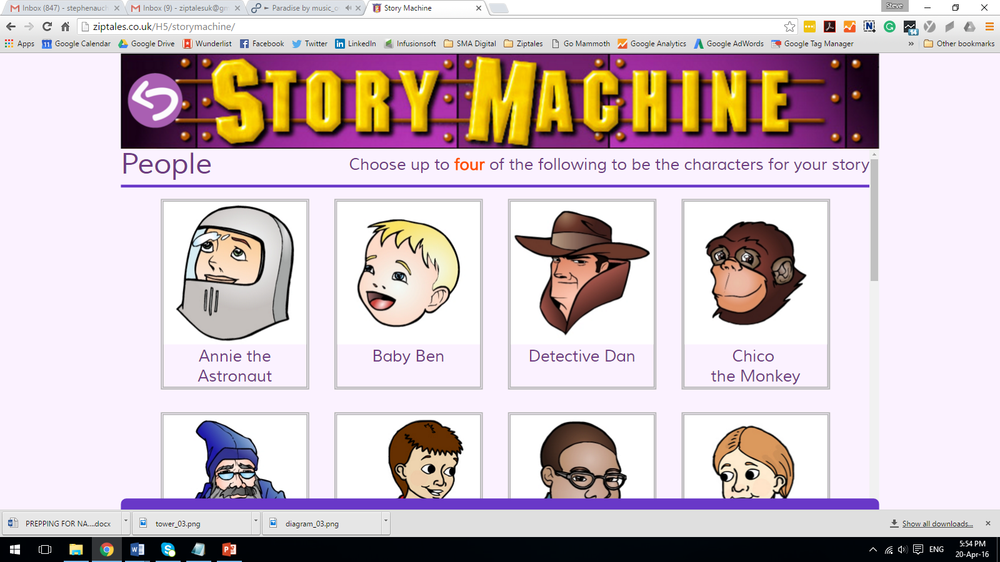 Inbox (847) - stephenauch
Inbox (9) - ziptalesuk@gm
► Paradise by music_o
Story Machine
Steve
ziptales.co.uk/H5/storymachine/
14
Apps
11
Google Calendar
Google Drive
Wunderlist
Facebook
Twitter
LinkedIn
Infusionsoft
SMA Digital
Ziptales
Go Mammoth
Google Analytics
Google AdWords
Google Tag Manager
»
Other bookmarks
STORY MACHINE
People
Choose up to four of the following to be the characters for your story
Annie the
Astronaut
Baby Ben
Detective Dan
Chico
the Monkey
PREPPING FOR NA....docx
tower_03.png
diagram_03.png
Show all downloads...
ENG
5:54 PM
20-Apr-16